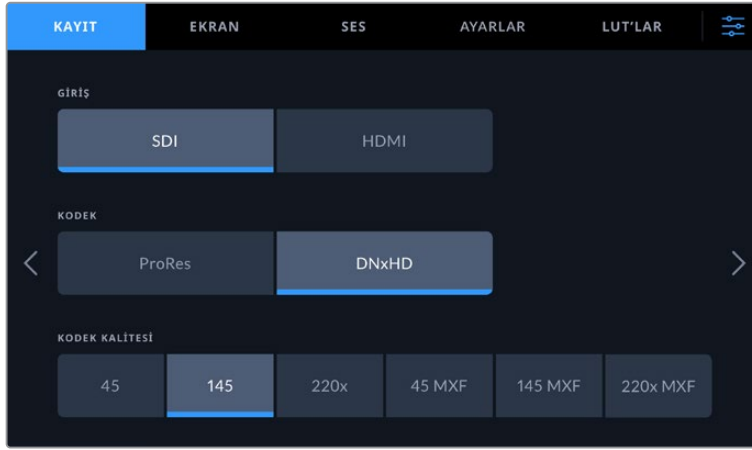 KAYIT EKRAN SES AYARLAR LUT'LAR
GİRİŞ
SDI HDMI
KODEK
ProRes DNxHD
KODEK KALİTESİ
45 145 220x 45 MXF 145 MXF 220x MXF